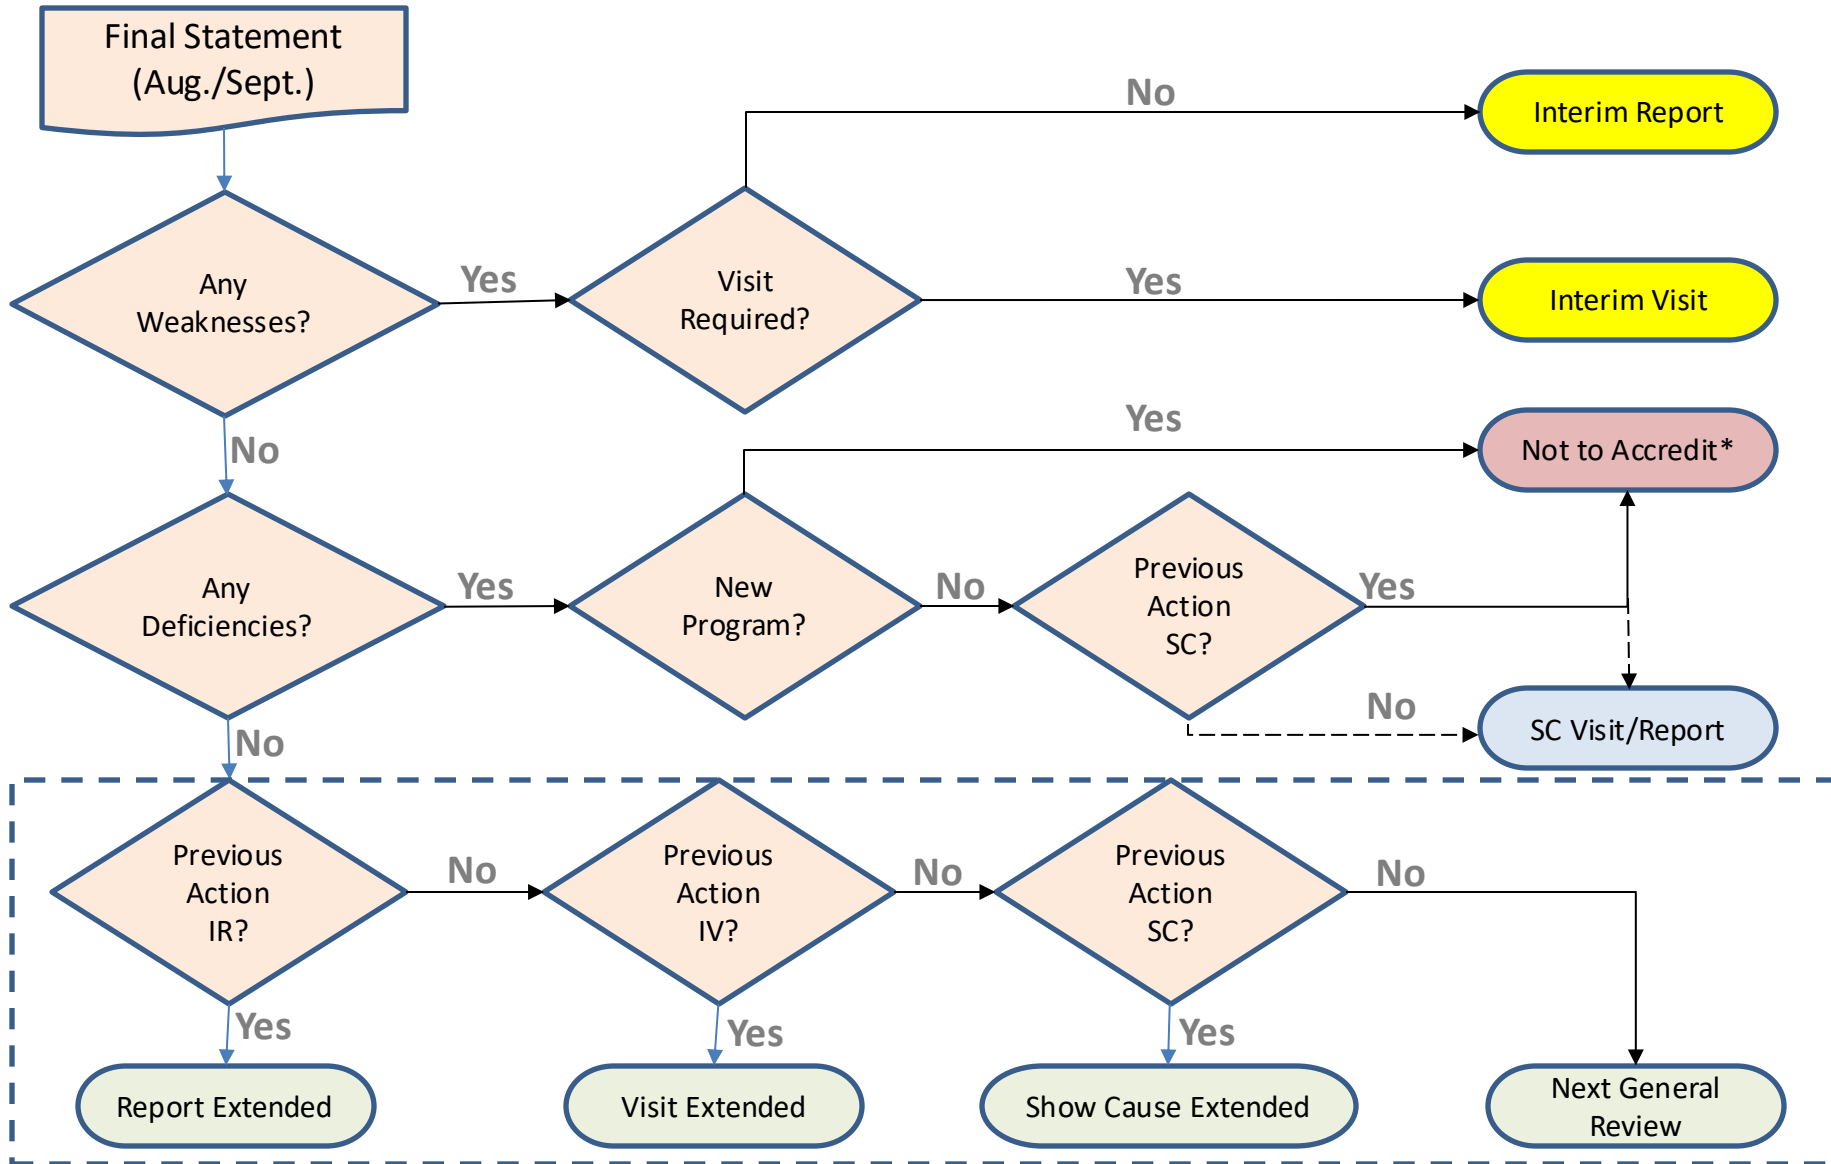 Final Statement
(Aug./Sept.)
No
Interim Report
Any
Weaknesses?
Yes
Visit
Required?
Yes
Interim Visit
No
Yes
Not to Accredit*
Any
Deficiencies?
Yes
New
Program?
No
Previous
Action
SC?
Yes
No
SC Visit/Report
No
Previous
Action
IR?
No
Previous
Action
IV?
No
Previous
Action
SC?
No
Yes
Yes
Yes
Report Extended
Visit Extended
Show Cause Extended
Next General
Review